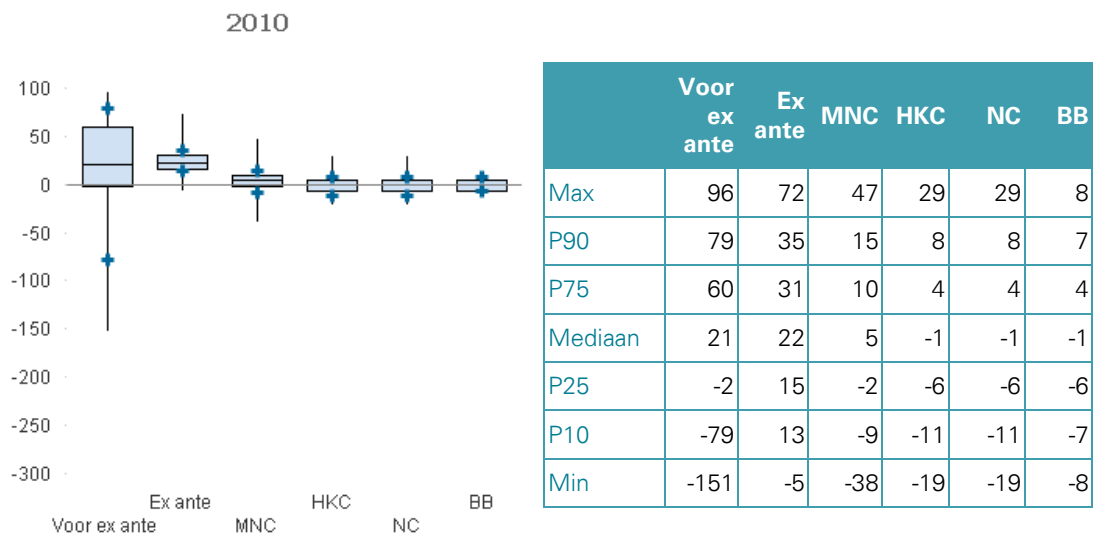 2010
100
50
0
-50
-100
-150
-200
-250
-300
Ex ante HKC BB
Voor ex ante MNC NC
Voor ex ante Ex ante MNC HKC NC BB
Max 96 72 47 29 29 8
P90 79 35 15 8 8 7
P75 60 31 10 4 4 4
Mediaan 21 22 5 -1 -1 -1
P25 -2 15 -2 -6 -6 -6
P10 -79 13 -9 -11 -11 -7
Min -151 -5 -38 -19 -19 -8